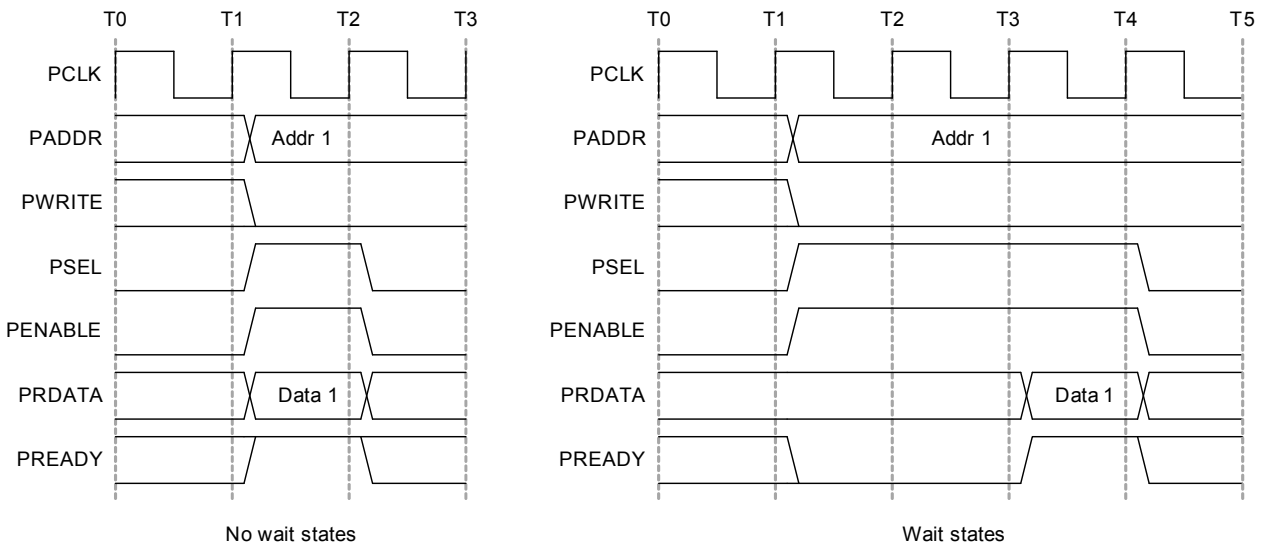 T0 T1 T2 T3
PCLK
PADDR Addr 1
PWRITE
PSEL
PENABLE
PRDATA Data 1
PREADY
No wait states
T0 T1 T2 T3 T4 T5
PCLK
PADDR Addr 1
PWRITE
PSEL
PENABLE
PRDATA Data 1
PREADY
Wait states